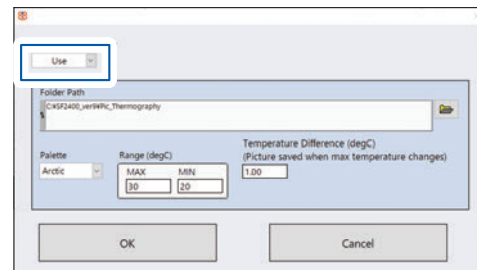 Use
Folder Path
C:¥SF2400_ver9¥Pic_Thermography
Temperature Difference (degC)
Palette Range (degC) (Picture saved when max temperature changes)
Arctic MAX MIN 1.00
30 20
OK Cancel